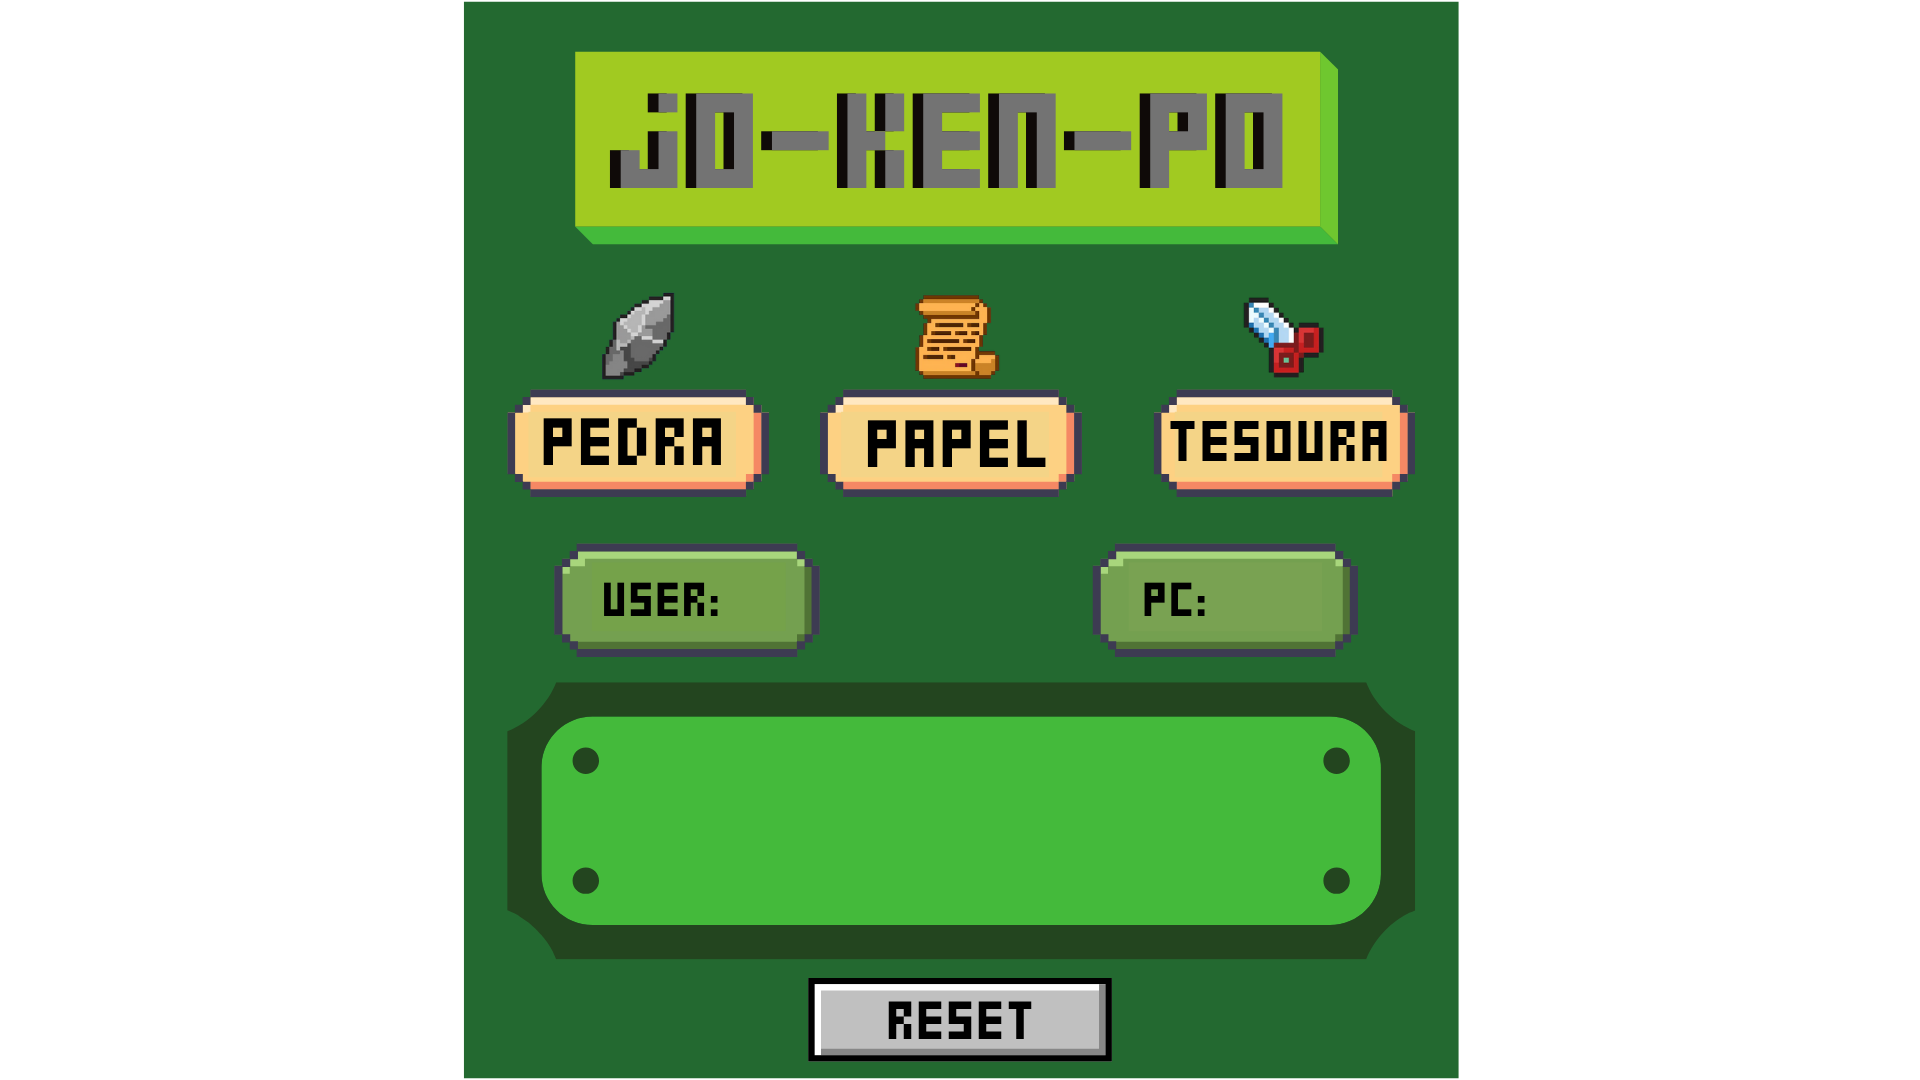 jO-KEN-PO
PEDRA
PAPEL
TESOURA
USER:
PC:
RESET